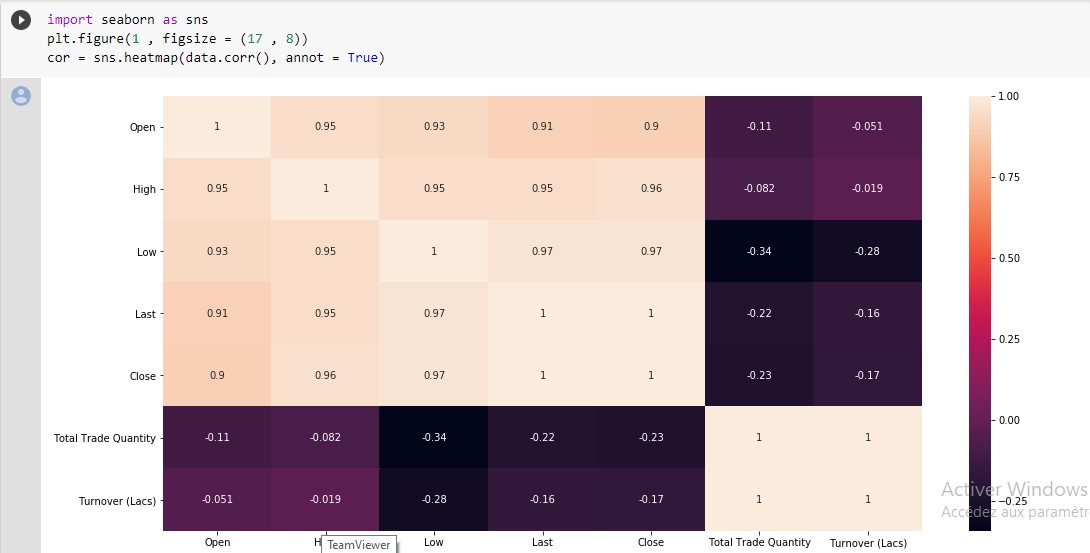 import seaborn as sns
plt.figure(1 , figsize = (17 , 8))
cor = sns.heatmap(data.corr(), annot = True)
Open 1 0.95 0.93 0.91 0.9 -0.11 -0.051
High 0.95 1 0.95 0.95 0.96 -0.082 -0.019
Low 0.93 0.95 1 0.97 0.97 -0.34 -0.28
Last 0.91 0.95 0.97 1 1 -0.22 -0.16
Close 0.9 0.96 0.97 1 1 -0.23 -0.17
Total Trade Quantity -0.11 -0.082 -0.34 -0.22 -0.23 1 1
Turnover (Lacs) -0.051 -0.019 -0.28 -0.16 -0.17 1 1
Open H Low Last Close Total Trade Quantity Turnover (Lacs)
TeamViewer
1.00
0.75
0.50
0.25
0.00
-0.25
Activer Windows
Accédez aux paramètr